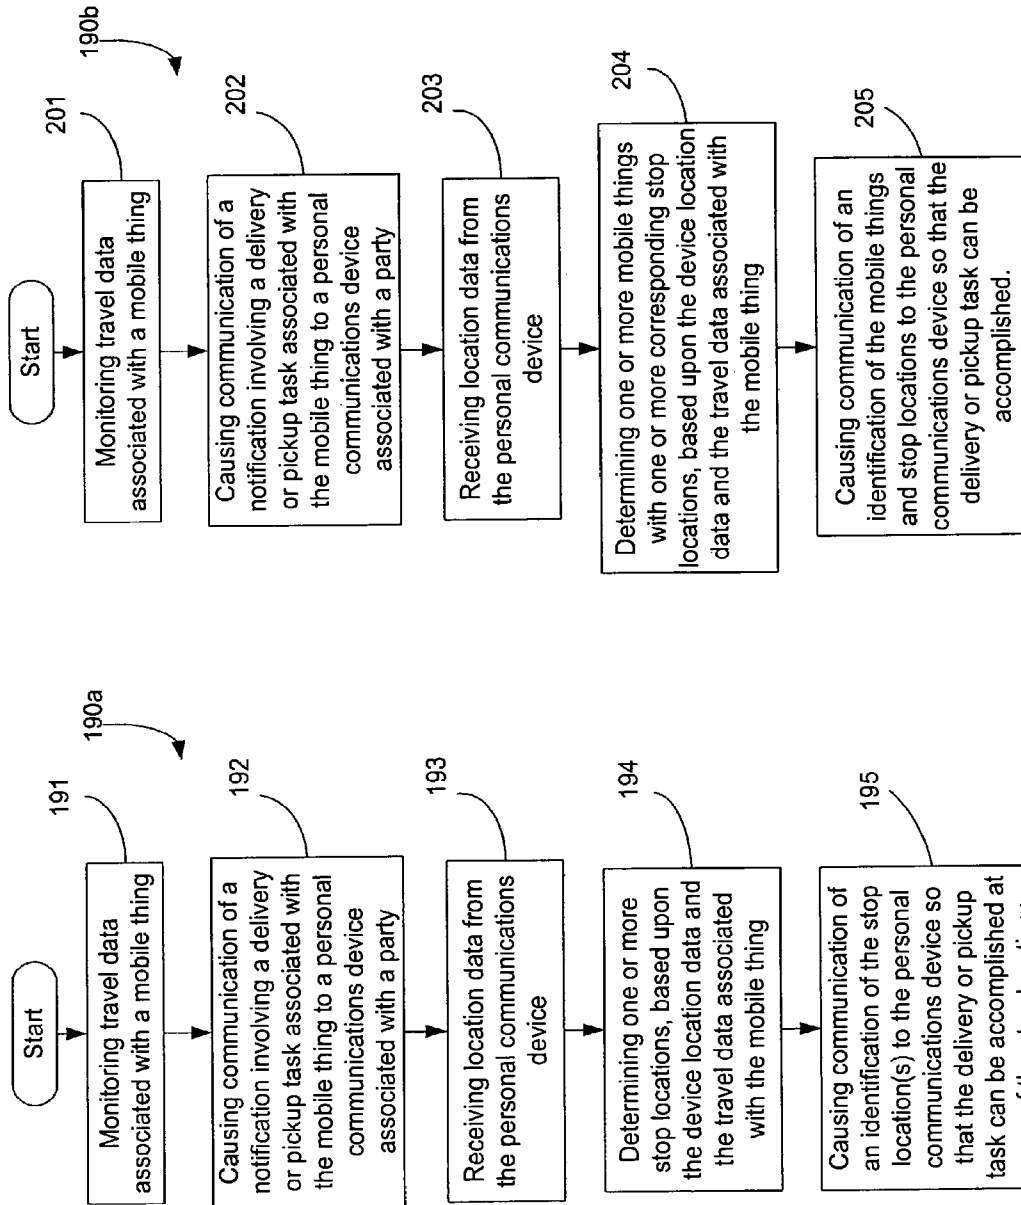 Start
190b
201
Monitoring travel data
associated with a mobile thing
202
Causing communication of a
notification involving a delivery
or pickup task associated with
the mobile thing to a personal
communications device
associated with a party
203
Receiving location data from
the personal communications
device
204
Determining one or more mobile things
with one or more corresponding stop
locations, based upon the device location
data and the travel data associated with
the mobile thing
205
Causing communication of an
identification of the mobile things
and stop locations to the personal
communications device so that the
delivery or pickup task can be
accomplished.
Start
190a
191
Monitoring travel data
associated with a mobile thing
192
Causing communication of a
notification involving a delivery
or pickup task associated with
the mobile thing to a personal
communications device
associated with a party
193
Receiving location data from
the personal communications
device
194
Determining one or more
stop locations, based upon
the device location data and
the travel data associated
with the mobile thing
195
Causing communication of
an identification of the stop
location(s) to the personal
communications device so
that the delivery or pickup
task can be accomplished at